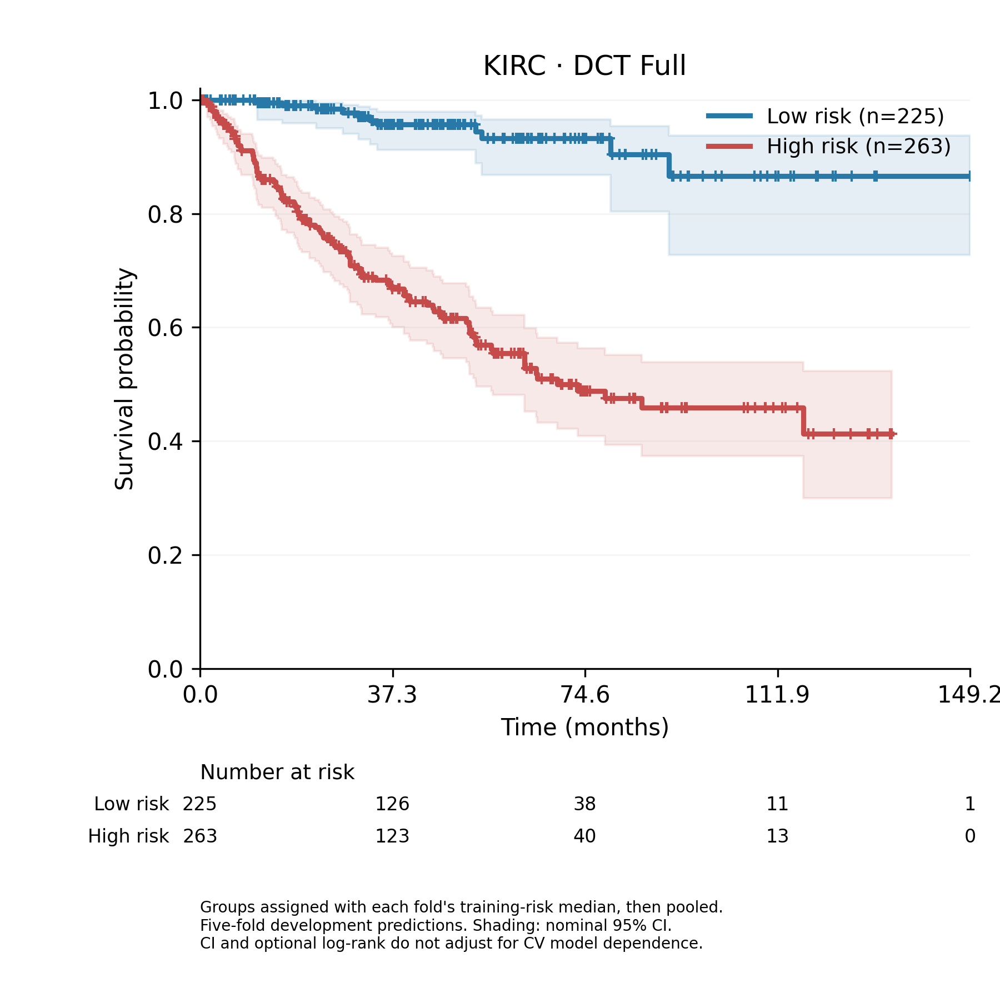 KIRC · DCT Full
1.0
0.8
0.6
0.4
0.2
0.0
Survival probability
Low risk (n=225)
High risk (n=263)
0.0 37.3 74.6 111.9 149.2
Time (months)
Number at risk
Low risk 225 126 38 11 1
High risk 263 123 40 13 0
Groups assigned with each fold's training-risk median, then pooled.
Five-fold development predictions. Shading: nominal 95% CI.
CI and optional log-rank do not adjust for CV model dependence.